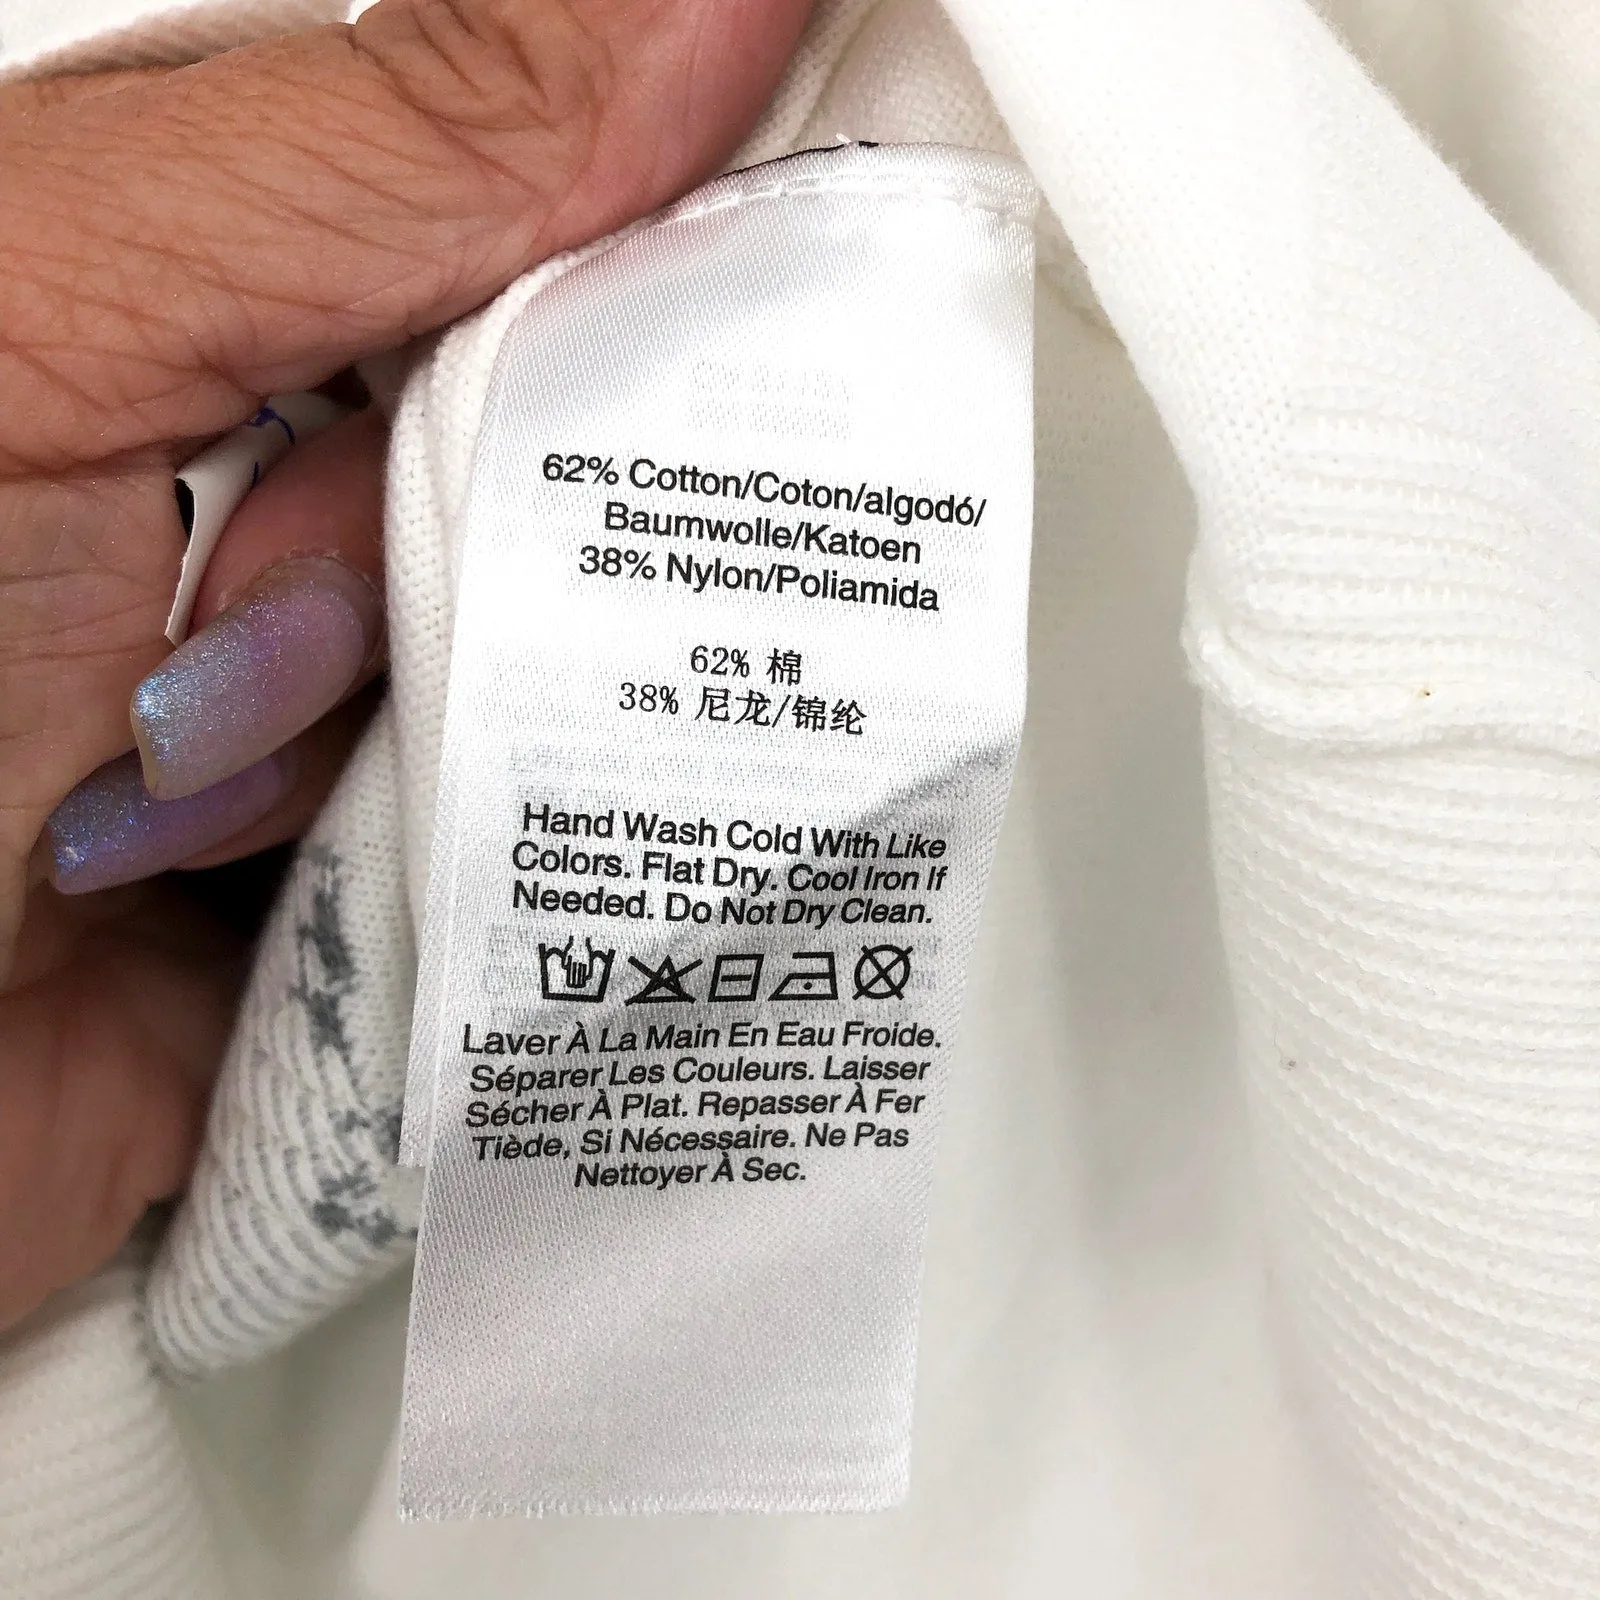 62% Cotton/Coton/algodó/
Baumwolle/Katoen
38% Nylon/Poliamida
62% 棉
38% 尼龙/锦纶
Hand Wash Cold With Like
Colors. Flat Dry. Cool Iron If
Needed. Do Not Dry Clean.
Laver À La Main En Eau Froide.
Séparer Les Couleurs. Laisser
Sécher À Plat. Repasser À Fer
Tiède, Si Nécessaire. Ne Pas
Nettoyer À Sec.